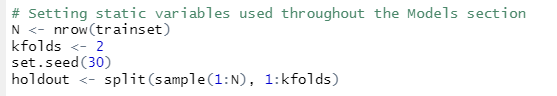 # Setting static variables used throughout the Models section
N <- nrow(trainset)
kfolds <- 2
set.seed(30)
holdout <- split(sample(1:N), 1:kfolds)